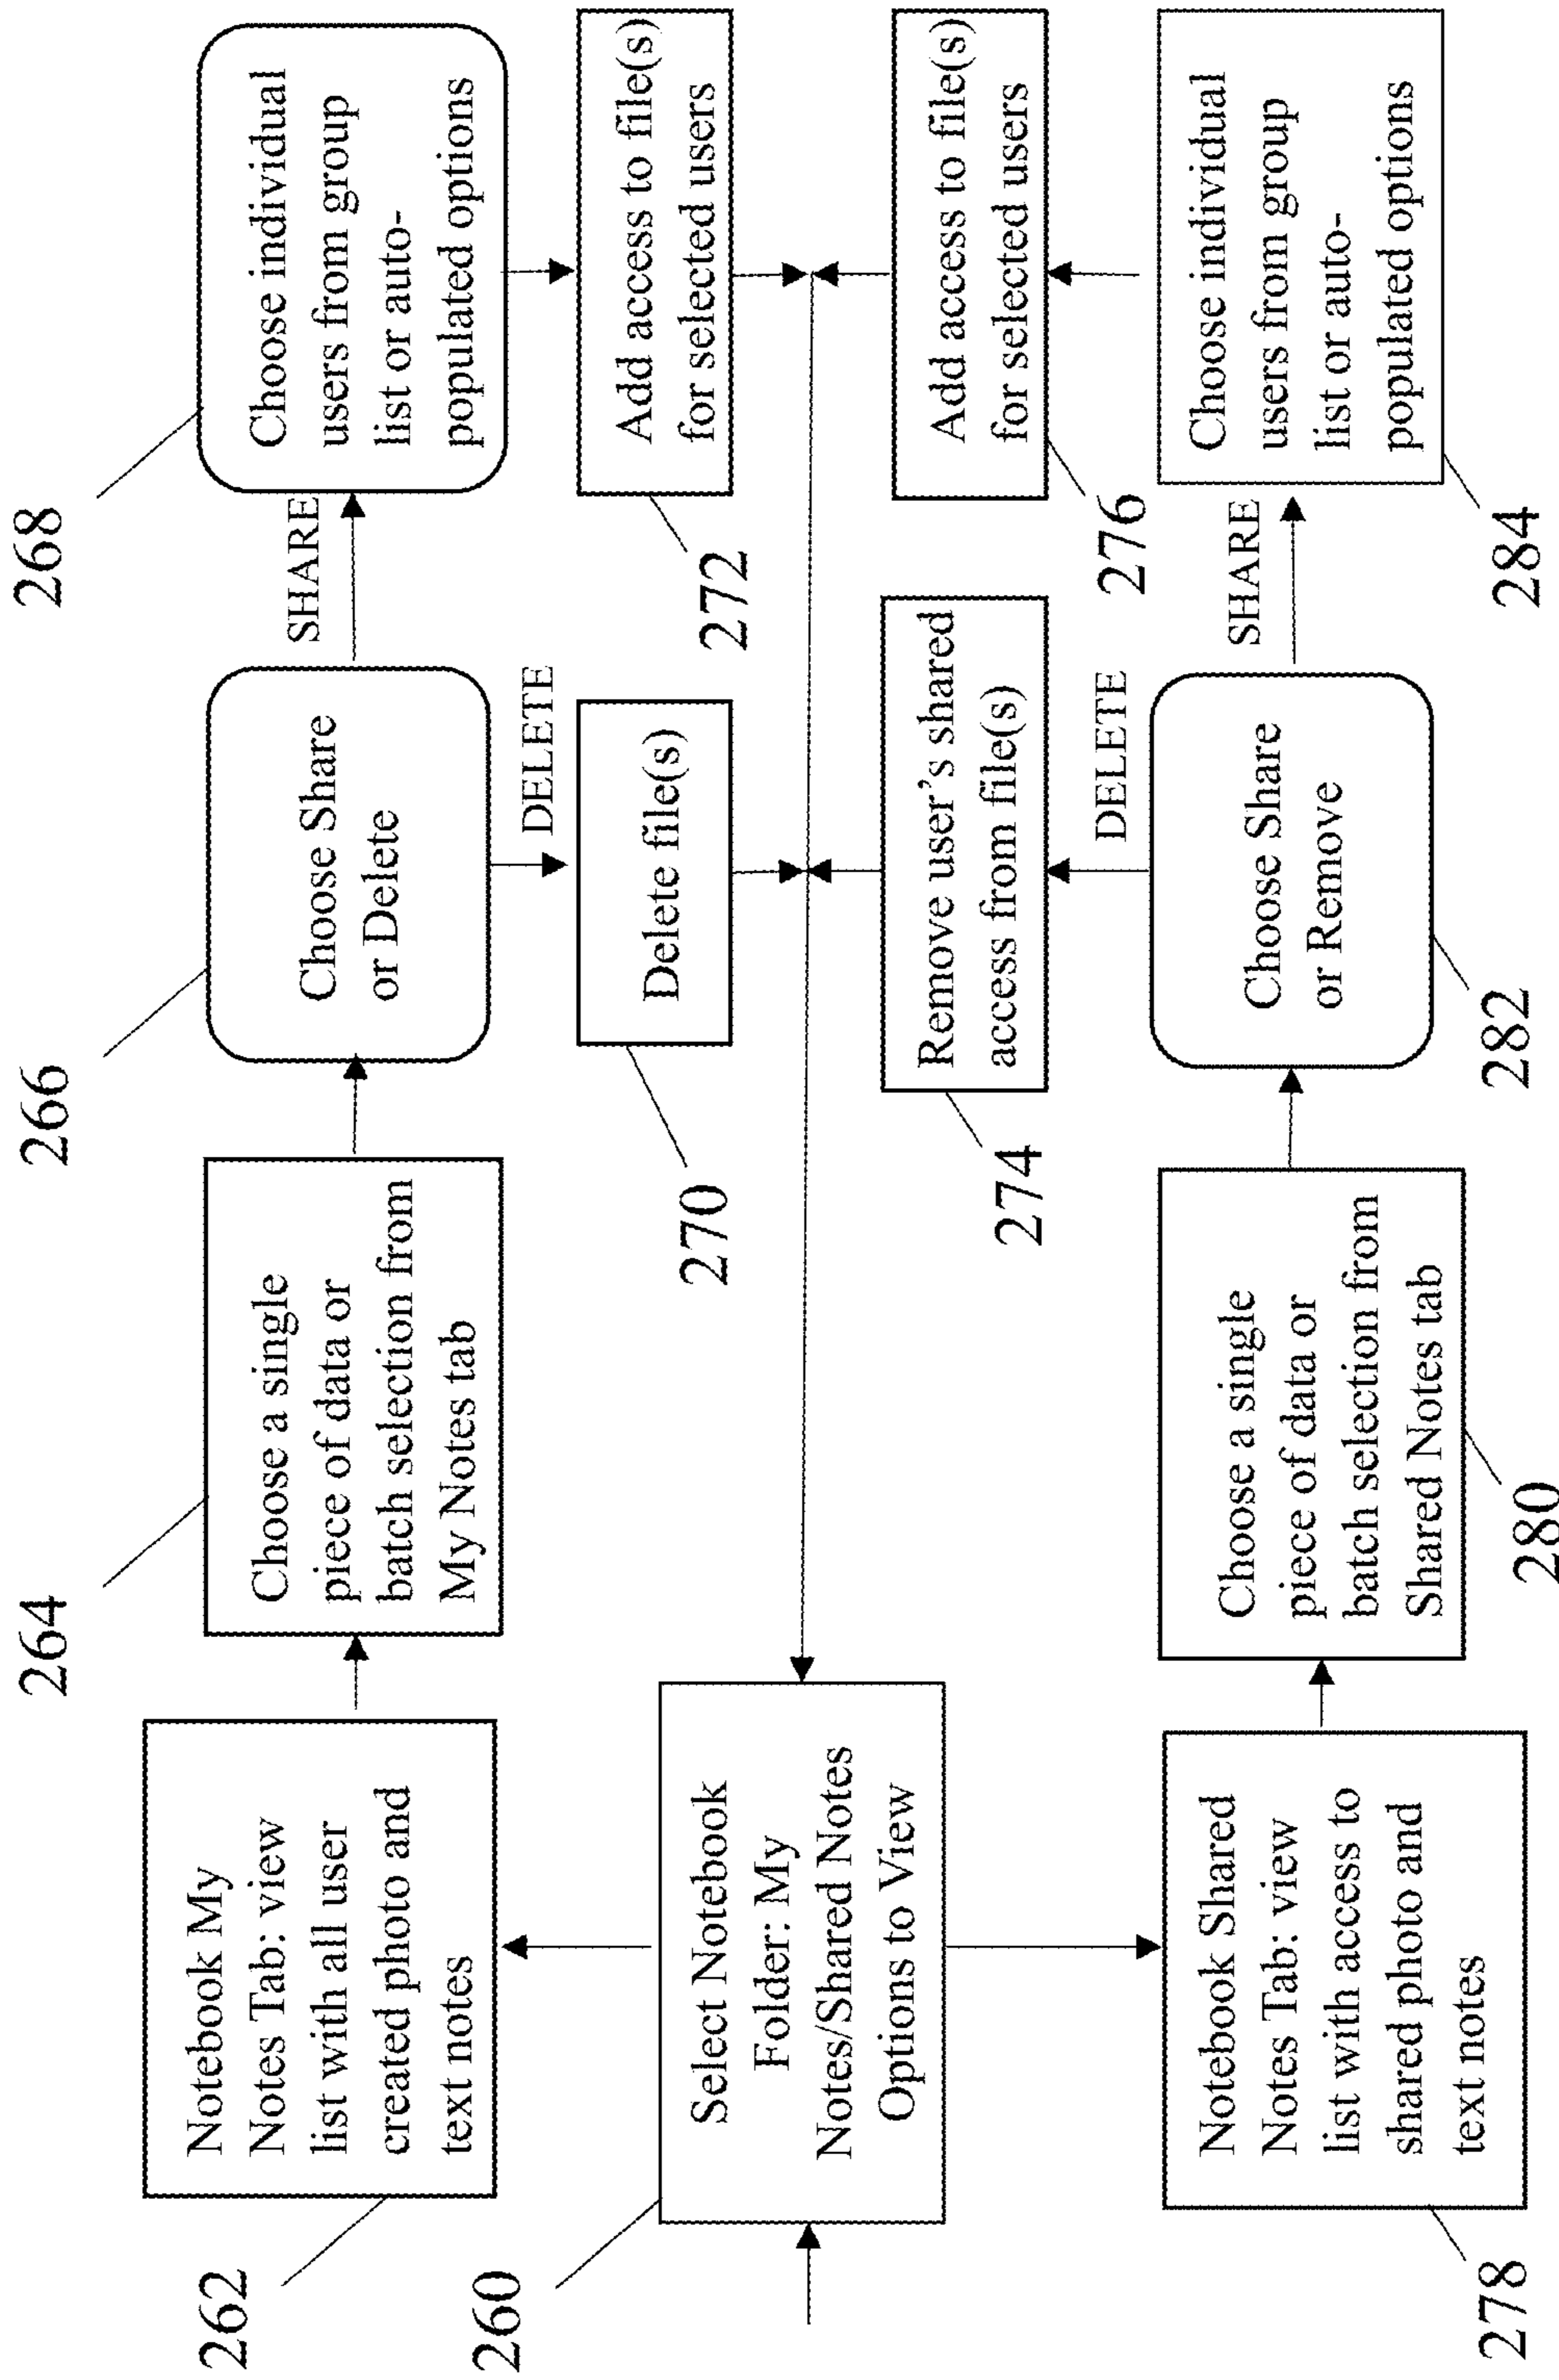 262
Notebook My
Notes Tab: view
list with all user
created photo and
text notes
264
Choose a single
piece of data or
batch selection from
My Notes tab
266
Choose Share
or Delete
SHARE
268
Choose individual
users from group
list or auto-
populated options
DELETE
270
Delete file(s)
272
Add access to file(s)
for selected users
260
Select Notebook
Folder: My
Notes/Shared Notes
Options to View
274
Remove user's shared
access from file(s)
276
Add access to file(s)
for selected users
DELETE
278
Notebook Shared
Notes Tab: view
list with access to
shared photo and
text notes
280
Choose a single
piece of data or
batch selection from
Shared Notes tab
282
Choose Share
or Remove
SHARE
284
Choose individual
users from group
list or auto-
populated options